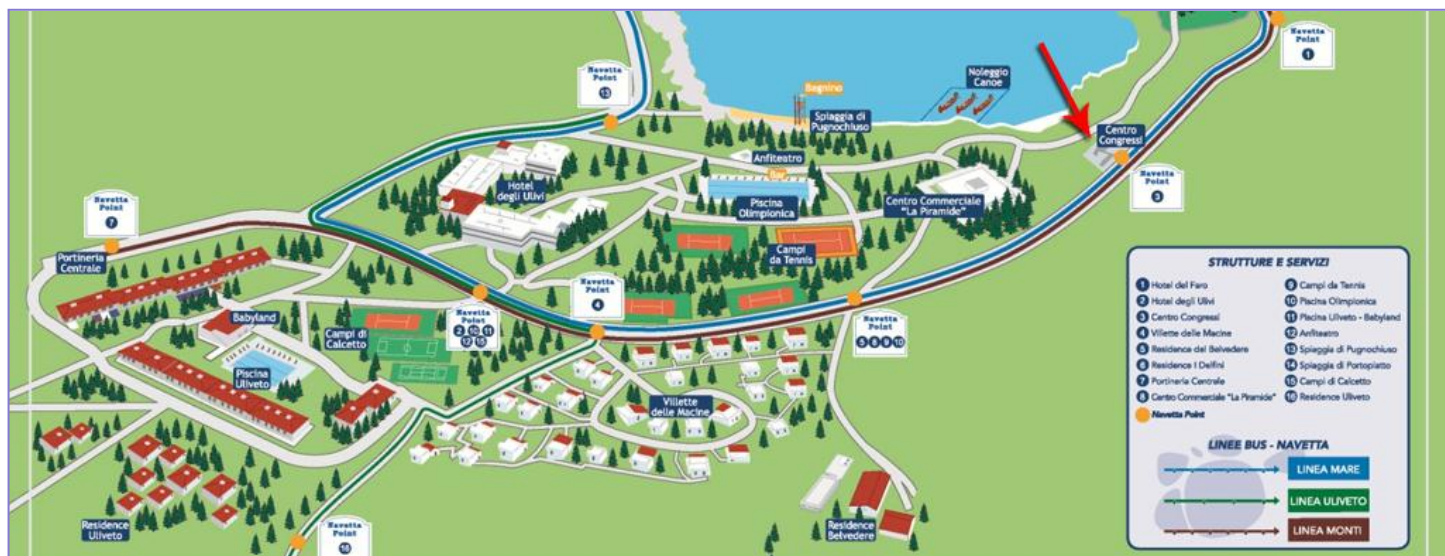 Navetta
Point
1
Navetta
Point
13
Bagnino
Noleggio
Canoe
Spiaggia di
Pugnochiuso
Centro
Congressi
Anfiteatro
Navetta
Point
3
Bar
Hotel
degli Ulivi
Piscina
Olimpionica
Centro Commerciale
"La Piramide"
Navetta
Point
7
Portineria
Centrale
Campi
da Tennis
Navetta
Point
4
Babyland
Campi di
Calcetto
Navetta
Point
2 10 11
12 15
Navetta
Point
5 8 9 10
Piscina
Uliveto
Villette
delle Macine
Residence
Uliveto
Residence
Belvedere
Navetta
Point
16
STRUTTURE E SERVIZI
1 Hotel del Faro
2 Hotel degli Ulivi
3 Centro Congressi
4 Villette delle Macine
5 Residence del Belvedere
6 Residence I Delfini
7 Portineria Centrale
8 Centro Commerciale "La Piramide"
9 Campi da Tennis
10 Piscina Olimpionica
11 Piscina Uliveto - Babyland
12 Anfiteatro
13 Spiaggia di Pugnochiuso
14 Spiaggia di Portopiatto
15 Campi di Calcetto
16 Residence Uliveto
Navetta Point
LINEE BUS - NAVETTA
LINEA MARE
LINEA ULIVETO
LINEA MONTI